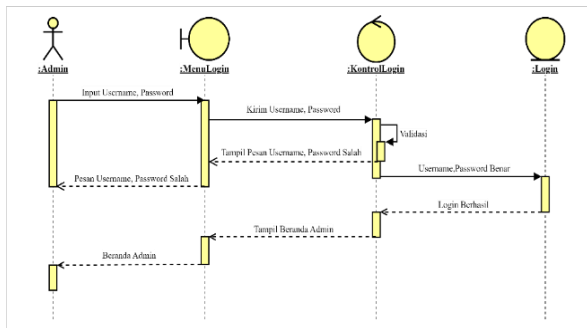 :Admin
:MenuLogin
:KontrolLogin
:Login
Input Username, Password
Kirim Username, Password
Validasi
Tampil Pesan Username, Password Salah
Username,Password Benar
Pesan Username, Password Salah
Login Berhasil
Tampil Beranda Admin
Beranda Admin